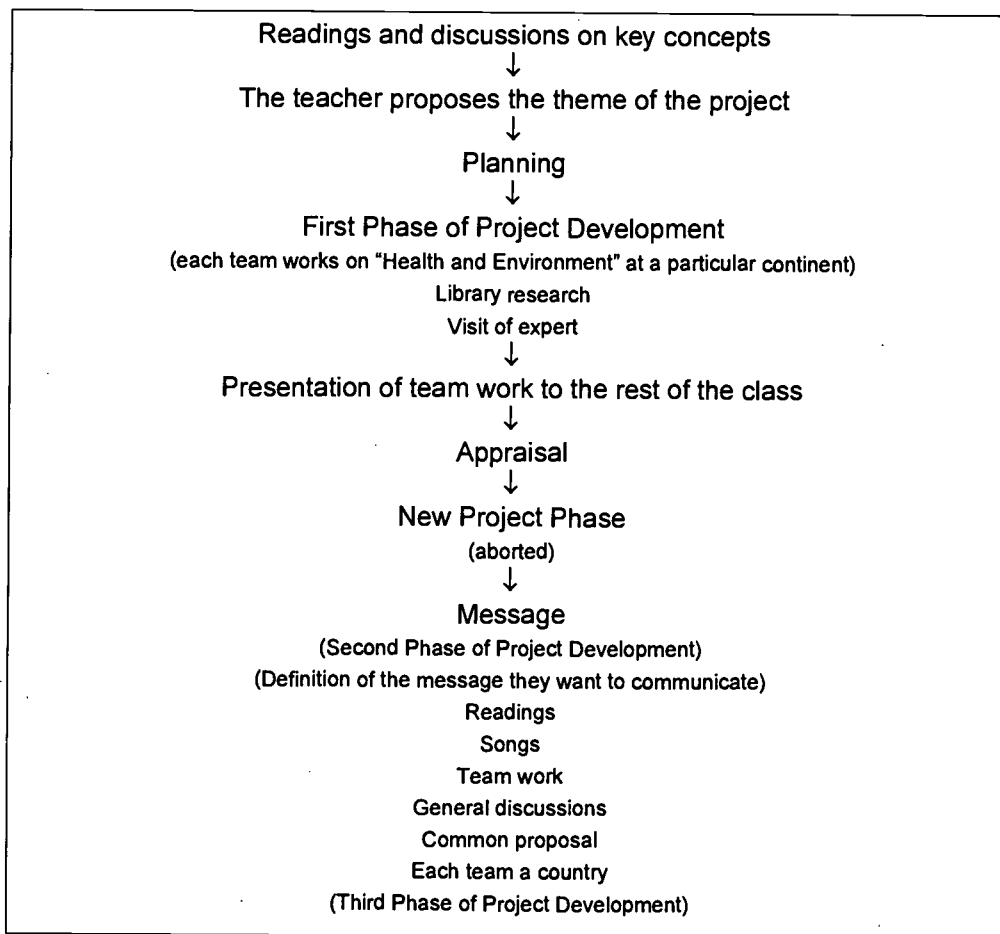 Readings and discussions on key concepts
↓
The teacher proposes the theme of the project
↓
Planning
↓
First Phase of Project Development
(each team works on "Health and Environment" at a particular continent)
Library research
Visit of expert
↓
Presentation of team work to the rest of the class
↓
Appraisal
↓
New Project Phase
(aborted)
↓
Message
(Second Phase of Project Development)
(Definition of the message they want to communicate)
Readings
Songs
Team work
General discussions
Common proposal
Each team a country
(Third Phase of Project Development)